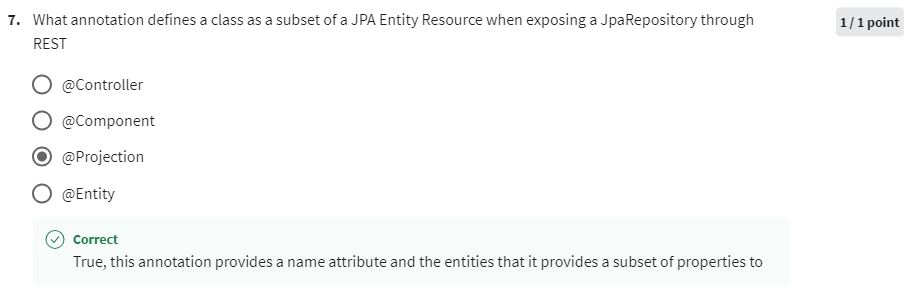 7. What annotation defines a class as a subset of a JPA Entity Resource when exposing a JpaRepository through
REST
1 / 1 point
@Controller
@Component
@Projection
@Entity
Correct
True, this annotation provides a name attribute and the entities that it provides a subset of properties to